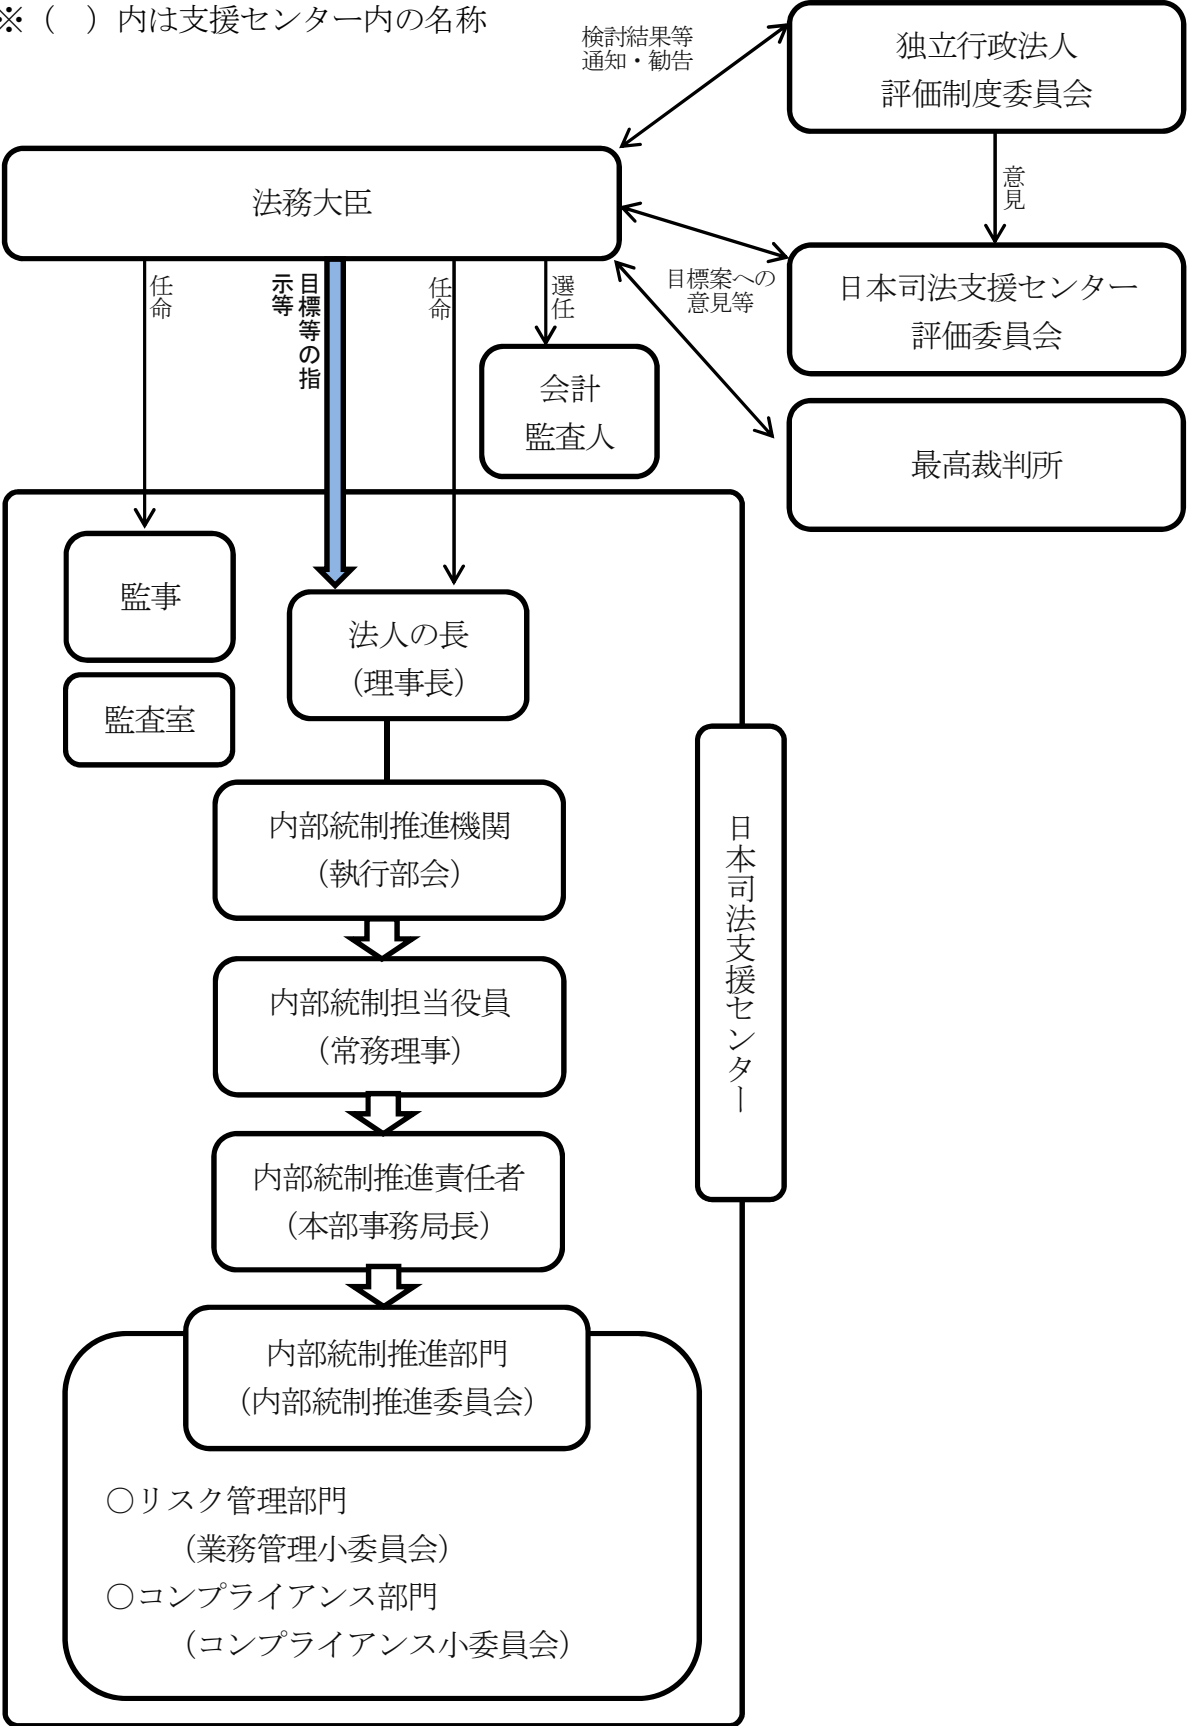 ※（　）内は支援センター内の名称
検討結果等
通知・勧告
独立行政法人
評価制度委員会
意見
法務大臣
目標案への
意見等
日本司法支援センター
評価委員会
最高裁判所
任命
目標等の指
示等
任命
選任
会計
監査人
監事
監査室
法人の長
（理事長）
内部統制推進機関
（執行部会）
内部統制担当役員
（常務理事）
内部統制推進責任者
（本部事務局長）
内部統制推進部門
（内部統制推進委員会）
○リスク管理部門
（業務管理小委員会）
○コンプライアンス部門
（コンプライアンス小委員会）
日本司法支援センター